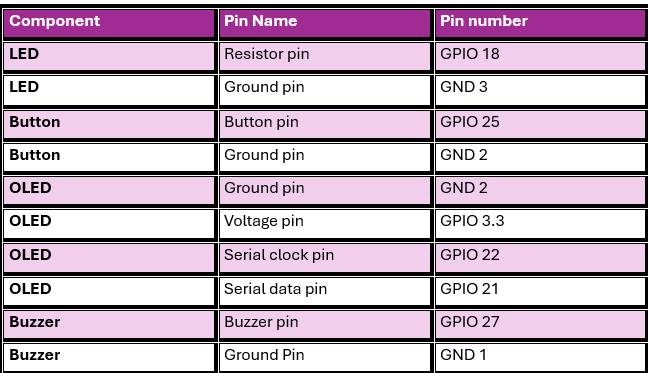 Component Pin Name Pin number
LED Resistor pin GPIO 18
LED Ground pin GND 3
Button Button pin GPIO 25
Button Ground pin GND 2
OLED Ground pin GND 2
OLED Voltage pin GPIO 3.3
OLED Serial clock pin GPIO 22
OLED Serial data pin GPIO 21
Buzzer Buzzer pin GPIO 27
Buzzer Ground Pin GND 1